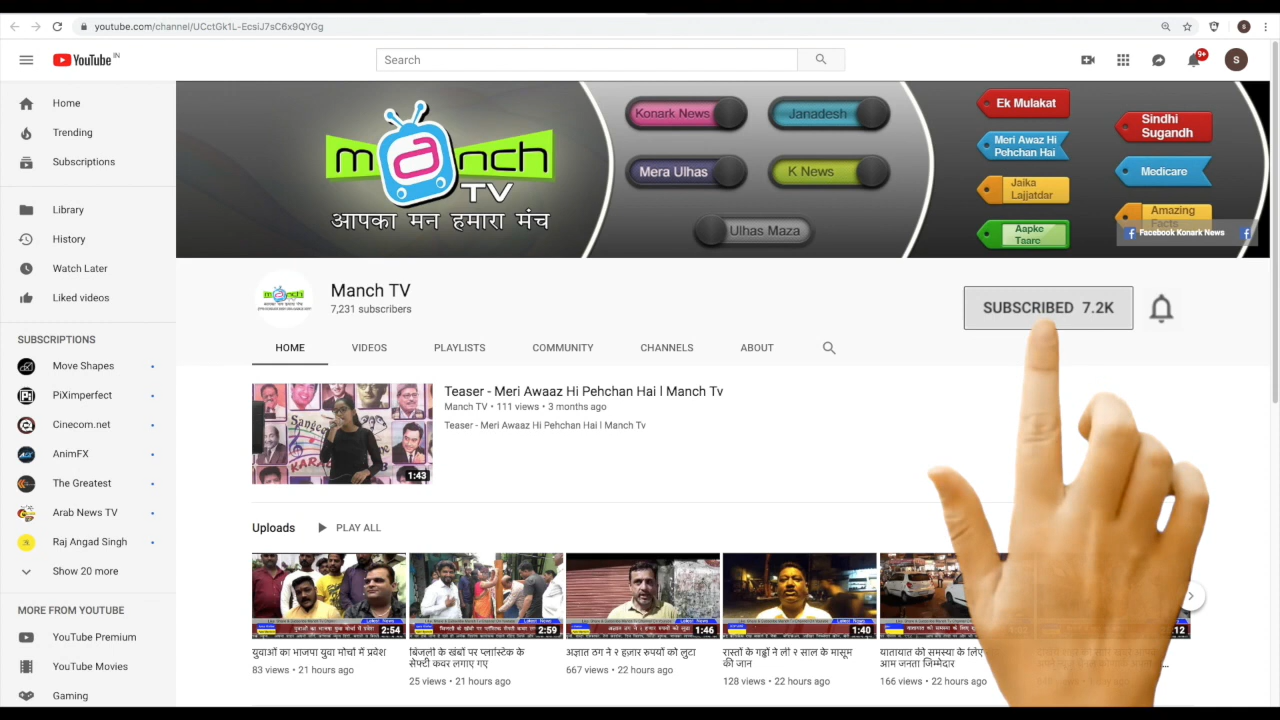 youtube.com/channel/UCctGk1L-EcsiJ7sC6x9QYGg
S
YouTube IN
Search
9+
S
Home
Trending
Subscriptions
Library
History
Watch Later
Liked videos
SUBSCRIPTIONS
Move Shapes
PiXimperfect
Cinecom.net
AnimFX
The Greatest
Arab News TV
Raj Angad Singh
Show 20 more
MORE FROM YOUTUBE
YouTube Premium
YouTube Movies
Gaming
manch
TV
आपका मन हमारा मंच
Konark News
Janadesh
Mera Ulhas
K News
Ulhas Maza
Ek Mulakat
Meri Awaz Hi
Pehchan Hai
Jaika
Lajjatdar
Aapke
Taare
Sindhi
Sugandh
Medicare
Amazing
Facts
Facebook Konark News
Manch TV
7,231 subscribers
SUBSCRIBED 7.2K
HOME VIDEOS PLAYLISTS COMMUNITY CHANNELS ABOUT
1:43
Teaser - Meri Awaaz Hi Pehchan Hai l Manch Tv
Manch TV • 111 views • 3 months ago
Teaser - Meri Awaaz Hi Pehchan Hai l Manch Tv
Uploads PLAY ALL
2:54
युवाओं का भाजपा युवा मोर्चा में प्रवेश
83 views • 21 hours ago
2:59
बिजली के खंबों पर प्लास्टिक के
सेफ्टी कवर लगाए गए
25 views • 21 hours ago
1:46
अज्ञात ठग ने २ हज़ार रुपयों को लुटा
667 views • 22 hours ago
1:40
रास्तों के गड्ढों ने ली २ साल के मासूम
की जान
128 views • 22 hours ago
यातायात की समस्या के लिए
आम जनता जिम्मेदार
166 views • 22 hours ago
12